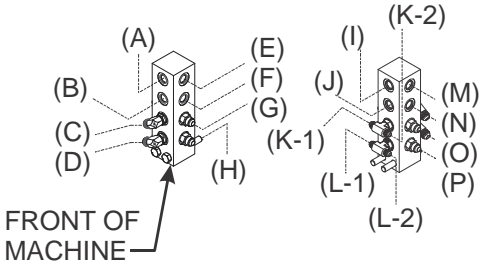 (K-2)
(A)
(I)
(E)
(B)
(F)
(J)
(M)
(C)
(G)
(K-1)
(N)
(D)
(H)
(L-1)
(O)
(P)
(L-2)
FRONT OF
MACHINE